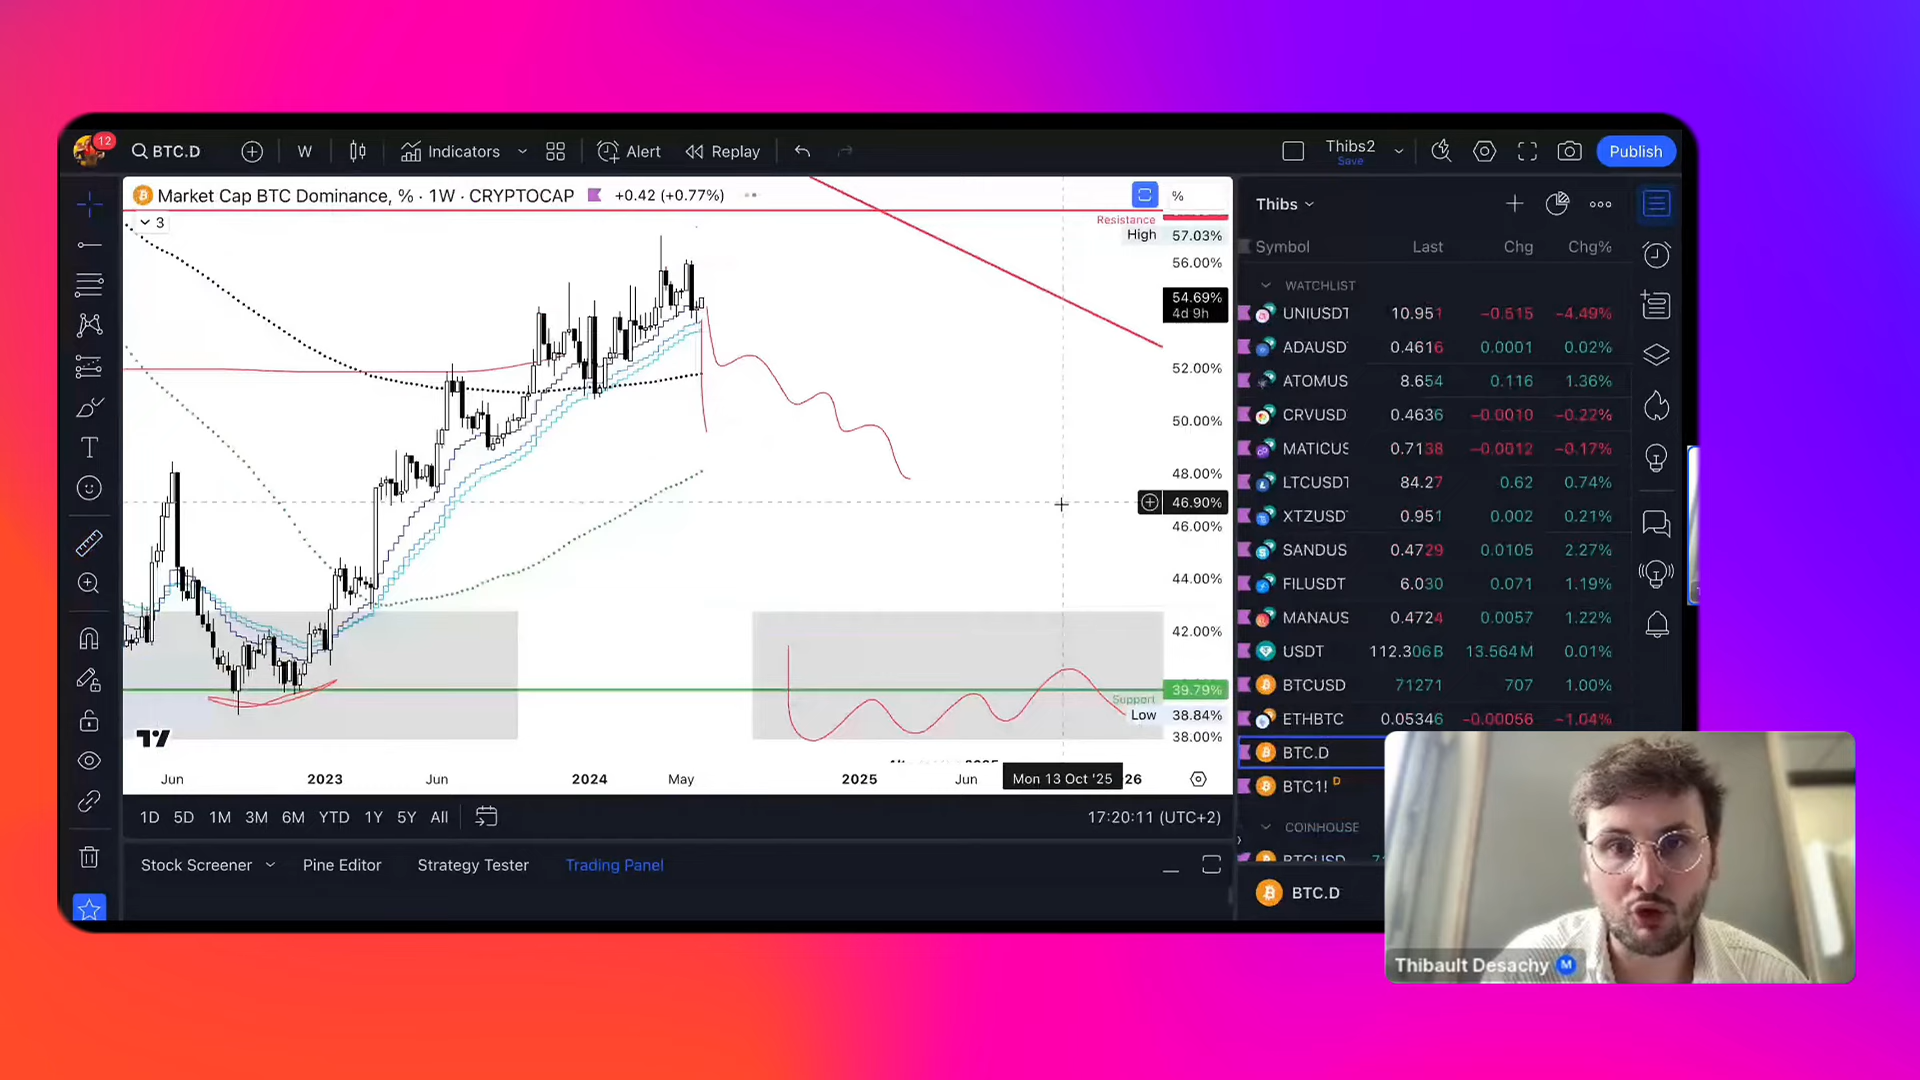 12
BTC.D
W
Indicators
Alert
Replay
Thibs2
Save
Publish
Market Cap BTC Dominance, % · 1W · CRYPTOCAP
+0.42 (+0.77%)
3
%
Resistance
High 57.03%
56.00%
54.69%
4d 9h
52.00%
50.00%
48.00%
46.90%
46.00%
44.00%
42.00%
39.79%
Support
Low 38.84%
38.00%
Jun 2023 Jun 2024 May 2025 Jun Mon 13 Oct '25 26
1D 5D 1M 3M 6M YTD 1Y 5Y All
17:20:11 (UTC+2)
Stock Screener
Pine Editor
Strategy Tester
Trading Panel
Thibs
Symbol Last Chg Chg%
WATCHLIST
UNIUSDT 10.951 −0.515 −4.49%
ADAUSD 0.4616 0.0001 0.02%
ATOMUS 8.654 0.116 1.36%
CRVUSD 0.4636 −0.0010 −0.22%
MATICUS 0.7138 −0.0012 −0.17%
LTCUSDT 84.27 0.62 0.74%
XTZUSD 0.951 0.002 0.21%
SANDUS 0.4729 0.0105 2.27%
FILUSDT 6.030 0.071 1.19%
MANAUS 0.4724 0.0057 1.22%
USDT 112.306B 13.564M 0.01%
BTCUSD 71271 707 1.00%
ETHBTC 0.05346 −0.00056 −1.04%
BTC.D
BTC1! D
COINHOUSE
BTCUSD
BTC.D
Thibault Desachy M